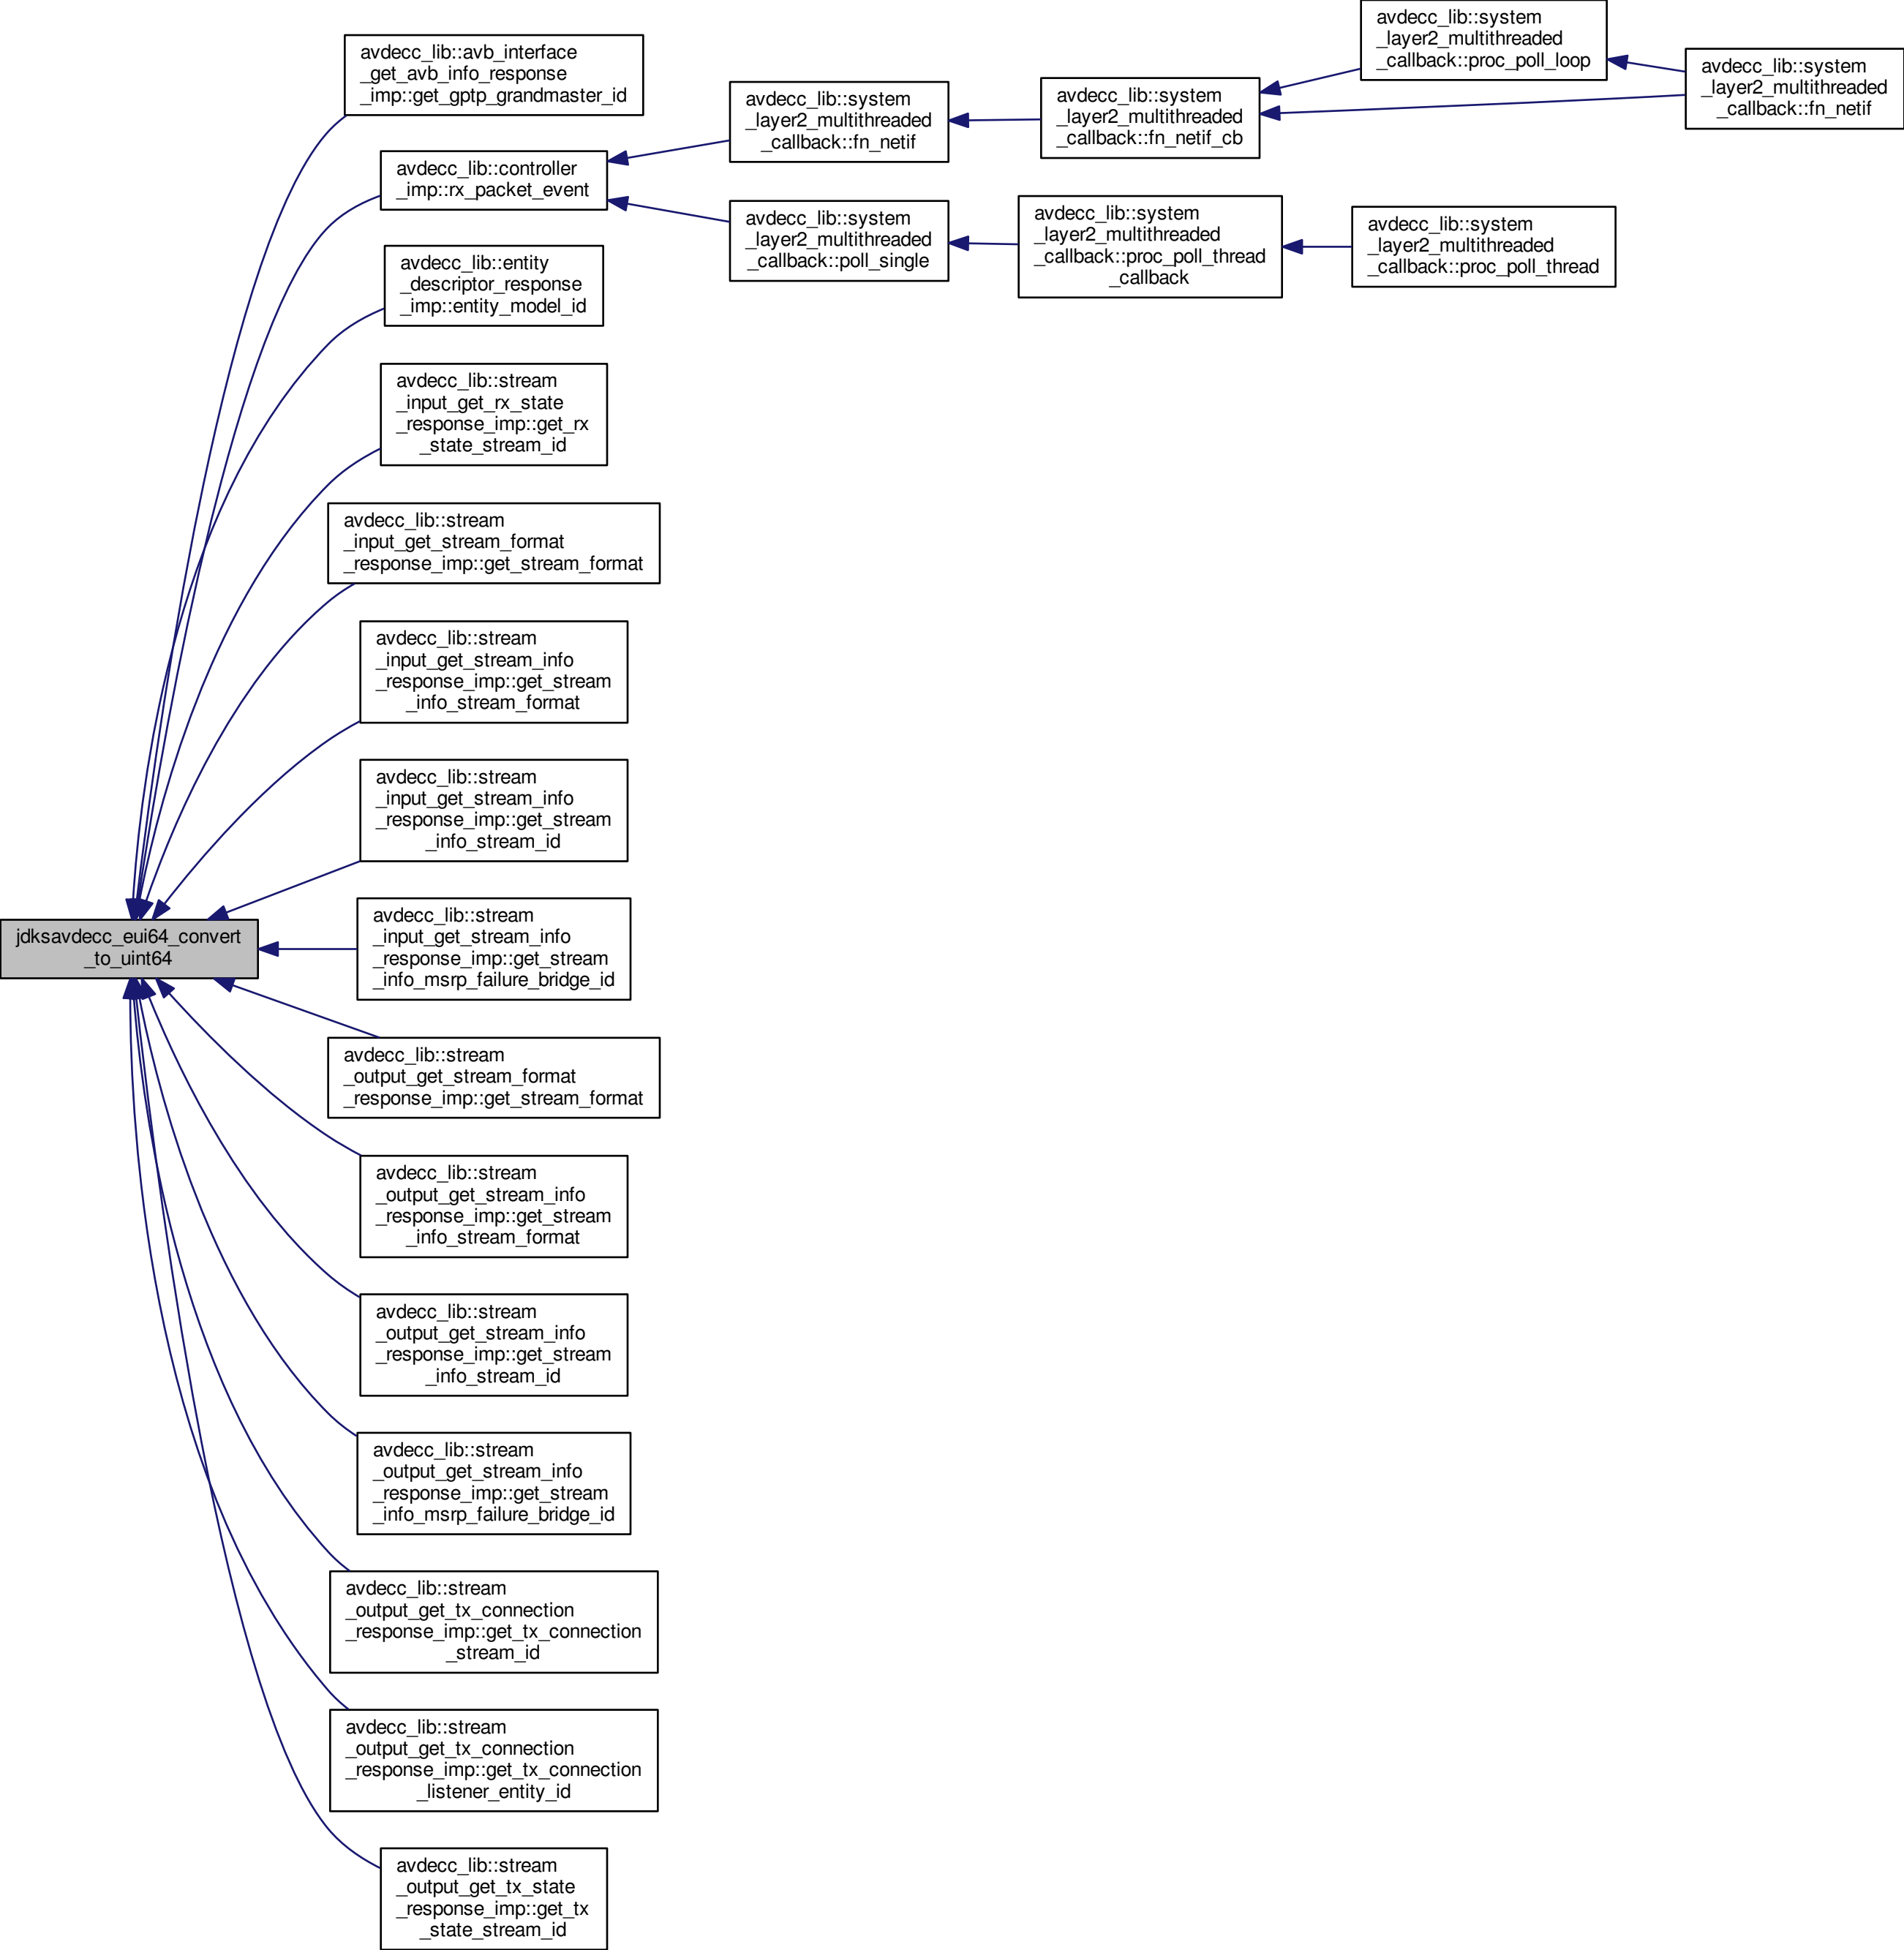 avdecc_lib::system
_layer2_multithreaded
_callback::proc_poll_loop
avdecc_lib::avb_interface
_get_avb_info_response
_imp::get_gptp_grandmaster_id
avdecc_lib::system
_layer2_multithreaded
_callback::fn_netif
avdecc_lib::system
_layer2_multithreaded
_callback::fn_netif_cb
avdecc_lib::system
_layer2_multithreaded
_callback::fn_netif
avdecc_lib::controller
_imp::rx_packet_event
avdecc_lib::system
_layer2_multithreaded
_callback::poll_single
avdecc_lib::system
_layer2_multithreaded
_callback::proc_poll_thread
_callback
avdecc_lib::system
_layer2_multithreaded
_callback::proc_poll_thread
avdecc_lib::entity
_descriptor_response
_imp::entity_model_id
avdecc_lib::stream
_input_get_rx_state
_response_imp::get_rx
_state_stream_id
avdecc_lib::stream
_input_get_stream_format
_response_imp::get_stream_format
avdecc_lib::stream
_input_get_stream_info
_response_imp::get_stream
_info_stream_format
avdecc_lib::stream
_input_get_stream_info
_response_imp::get_stream
_info_stream_id
jdksavdecc_eui64_convert
_to_uint64
avdecc_lib::stream
_input_get_stream_info
_response_imp::get_stream
_info_msrp_failure_bridge_id
avdecc_lib::stream
_output_get_stream_format
_response_imp::get_stream_format
avdecc_lib::stream
_output_get_stream_info
_response_imp::get_stream
_info_stream_format
avdecc_lib::stream
_output_get_stream_info
_response_imp::get_stream
_info_stream_id
avdecc_lib::stream
_output_get_stream_info
_response_imp::get_stream
_info_msrp_failure_bridge_id
avdecc_lib::stream
_output_get_tx_connection
_response_imp::get_tx_connection
_stream_id
avdecc_lib::stream
_output_get_tx_connection
_response_imp::get_tx_connection
_listener_entity_id
avdecc_lib::stream
_output_get_tx_state
_response_imp::get_tx
_state_stream_id